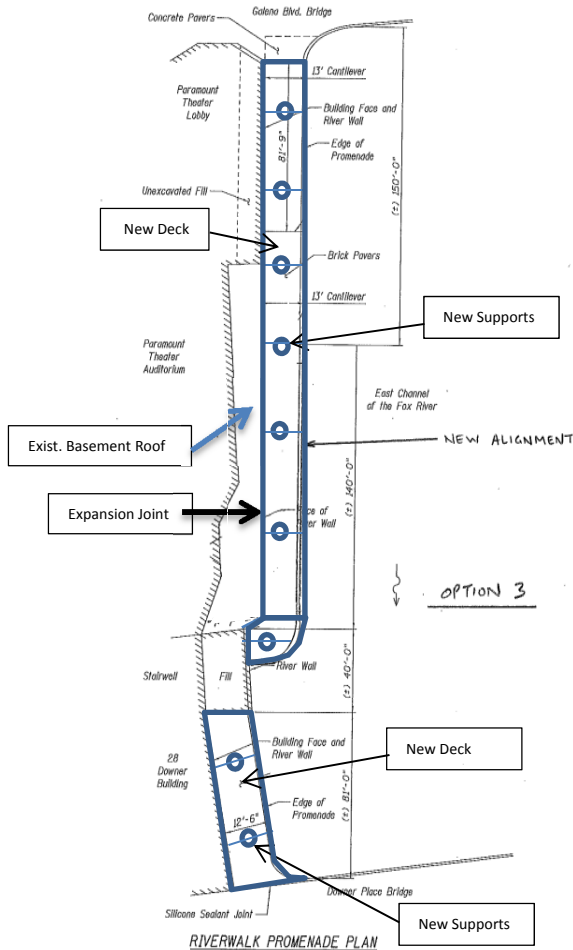 Galena Blvd. Bridge
Concrete Pavers
13' Cantilever
Paramount
Theater
Lobby
Building Face and
River Wall
81'-9"
Edge of
Promenade
(±) 150'-0"
Unexcavated Fill
New Deck
Brick Pavers
13' Cantilever
New Supports
Paramount
Theater
Auditorium
East Channel
of the Fox River
Exist. Basement Roof
NEW ALIGNMENT
(±) 140'-0"
Expansion Joint
of
Wall
OPTION 3
River Wall
Stairwell
Fill
(±) 40'-0"
Building Face and
River Wall
New Deck
28
Downer
Building
Edge of
Promenade
(±) 81'-0"
12'-6"
Downer Place Bridge
Silicone Sealant Joint
New Supports
RIVERWALK PROMENADE PLAN